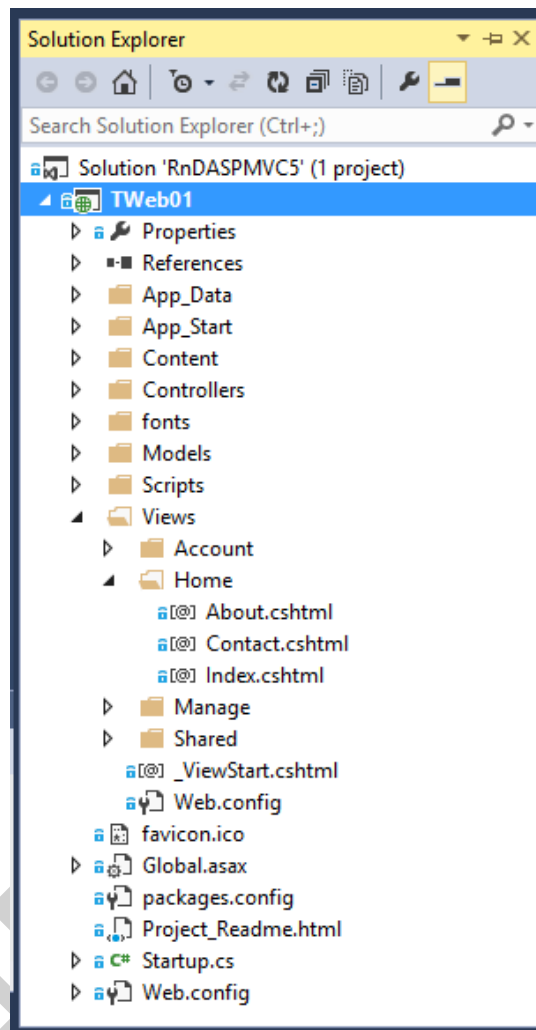 Solution Explorer
Search Solution Explorer (Ctrl+;)
Solution 'RnDASPMVC5' (1 project)
TWeb01
Properties
References
App_Data
App_Start
Content
Controllers
fonts
Models
Scripts
Views
Account
Home
[@] About.cshtml
[@] Contact.cshtml
[@] Index.cshtml
Manage
Shared
[@] _ViewStart.cshtml
Web.config
favicon.ico
Global.asax
packages.config
Project_Readme.html
C# Startup.cs
Web.config